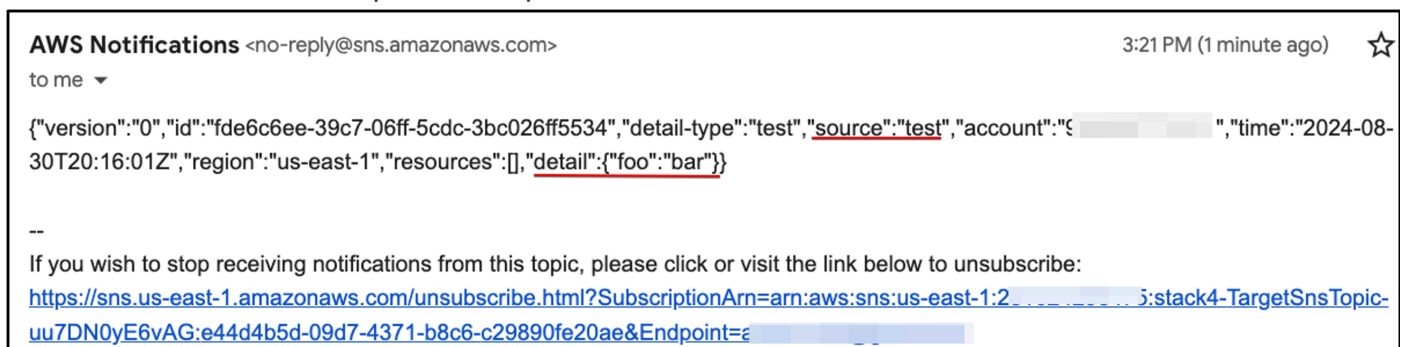 AWS Notifications <no-reply@sns.amazonaws.com> 3:21 PM (1 minute ago)
to me
{"version":"0","id":"fde6c6ee-39c7-06ff-5cdc-3bc026ff5534","detail-type":"test","source":"test","account":"9 ","time":"2024-08-
30T20:16:01Z","region":"us-east-1","resources":[],"detail":{"foo":"bar"}}
--
If you wish to stop receiving notifications from this topic, please click or visit the link below to unsubscribe:
https://sns.us-east-1.amazonaws.com/unsubscribe.html?SubscriptionArn=arn:aws:sns:us-east-1:2 :stack4-TargetSnsTopic-
uu7DN0yE6vAG:e44d4b5d-09d7-4371-b8c6-c29890fe20ae&Endpoint=a